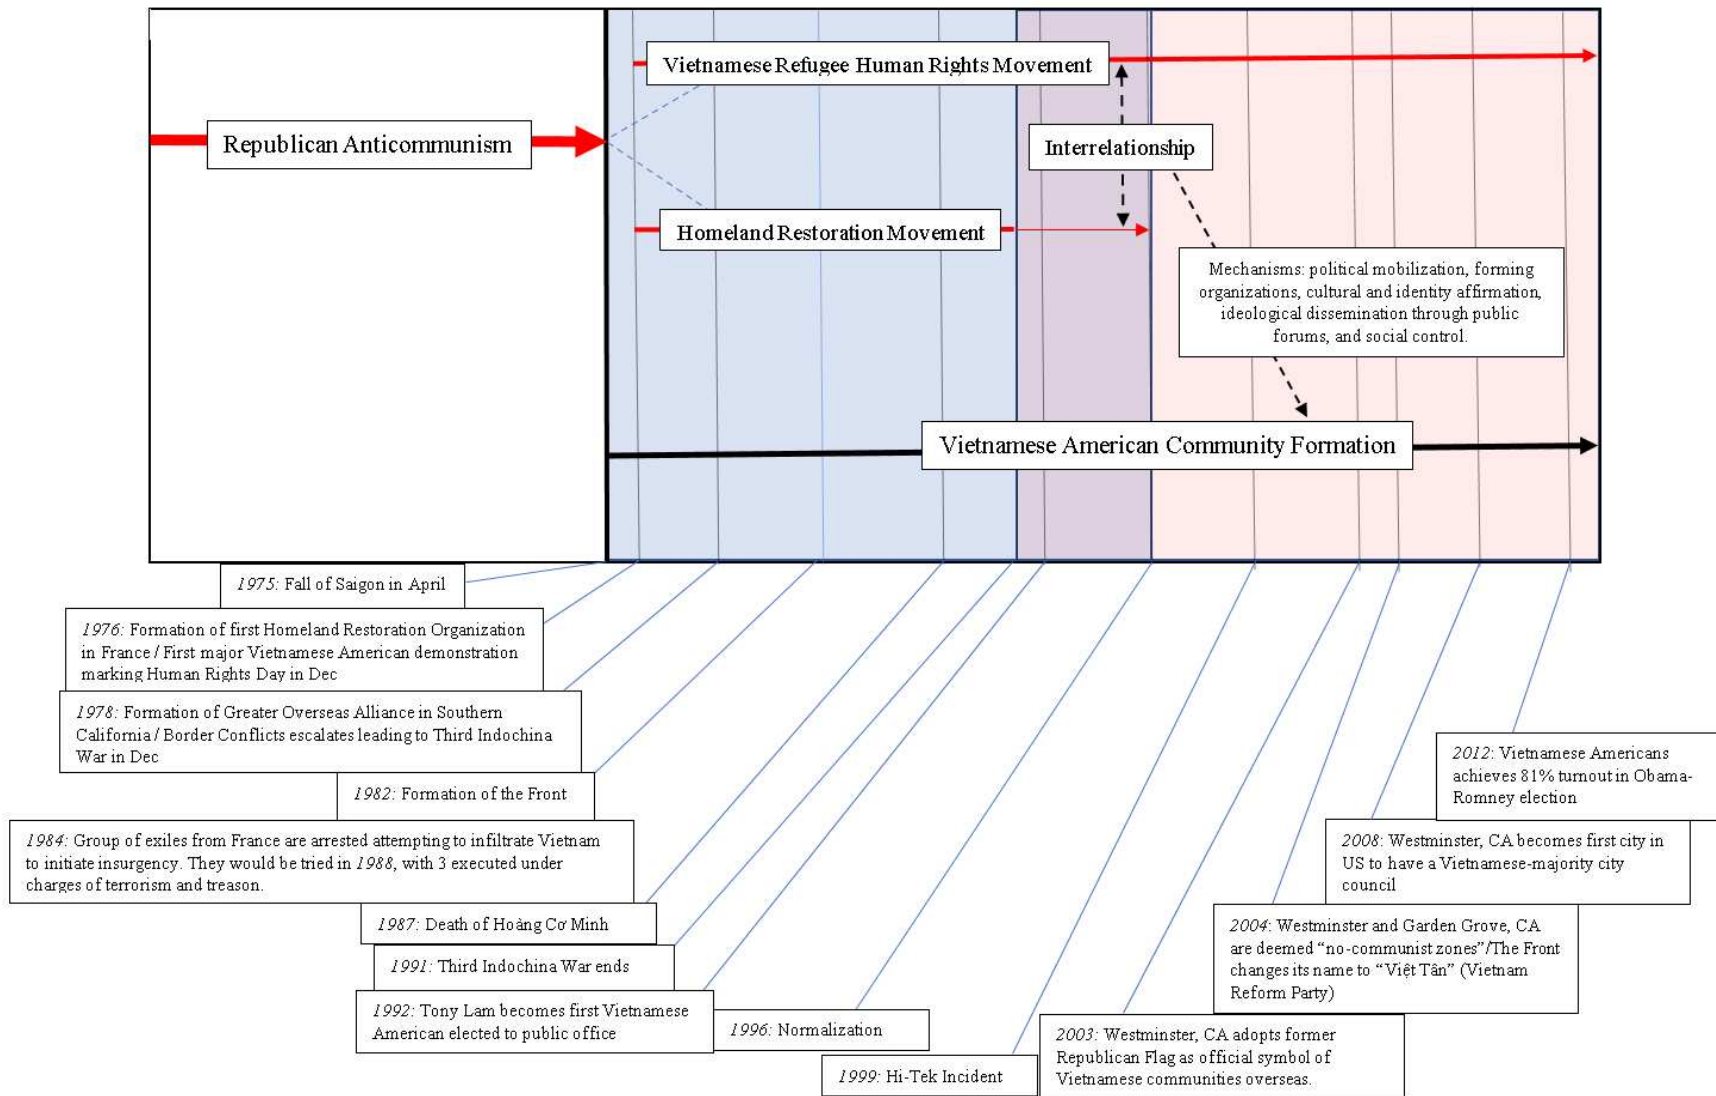 Vietnamese Refugee Human Rights Movement
Republican Anticommunism
Interrelationship
Homeland Restoration Movement
Mechanisms: political mobilization, forming
organizations, cultural and identity affirmation,
ideological dissemination through public
forums, and social control.
Vietnamese American Community Formation
1975: Fall of Saigon in April
1976: Formation of first Homeland Restoration Organization
in France / First major Vietnamese American demonstration
marking Human Rights Day in Dec
1978: Formation of Greater Overseas Alliance in Southern
California / Border Conflicts escalates leading to Third Indochina
War in Dec
1982: Formation of the Front
1984: Group of exiles from France are arrested attempting to infiltrate Vietnam
to initiate insurgency. They would be tried in 1988, with 3 executed under
charges of terrorism and treason.
1987: Death of Hoàng Cơ Minh
1991: Third Indochina War ends
1992: Tony Lam becomes first Vietnamese
American elected to public office
1996: Normalization
1999: Hi-Tek Incident
2003: Westminster, CA adopts former
Republican Flag as official symbol of
Vietnamese communities overseas.
2004: Westminster and Garden Grove, CA
are deemed “no-communist zones”/The Front
changes its name to “Việt Tân” (Vietnam
Reform Party)
2008: Westminster, CA becomes first city in
US to have a Vietnamese-majority city
council
2012: Vietnamese Americans
achieves 81% turnout in Obama-
Romney election